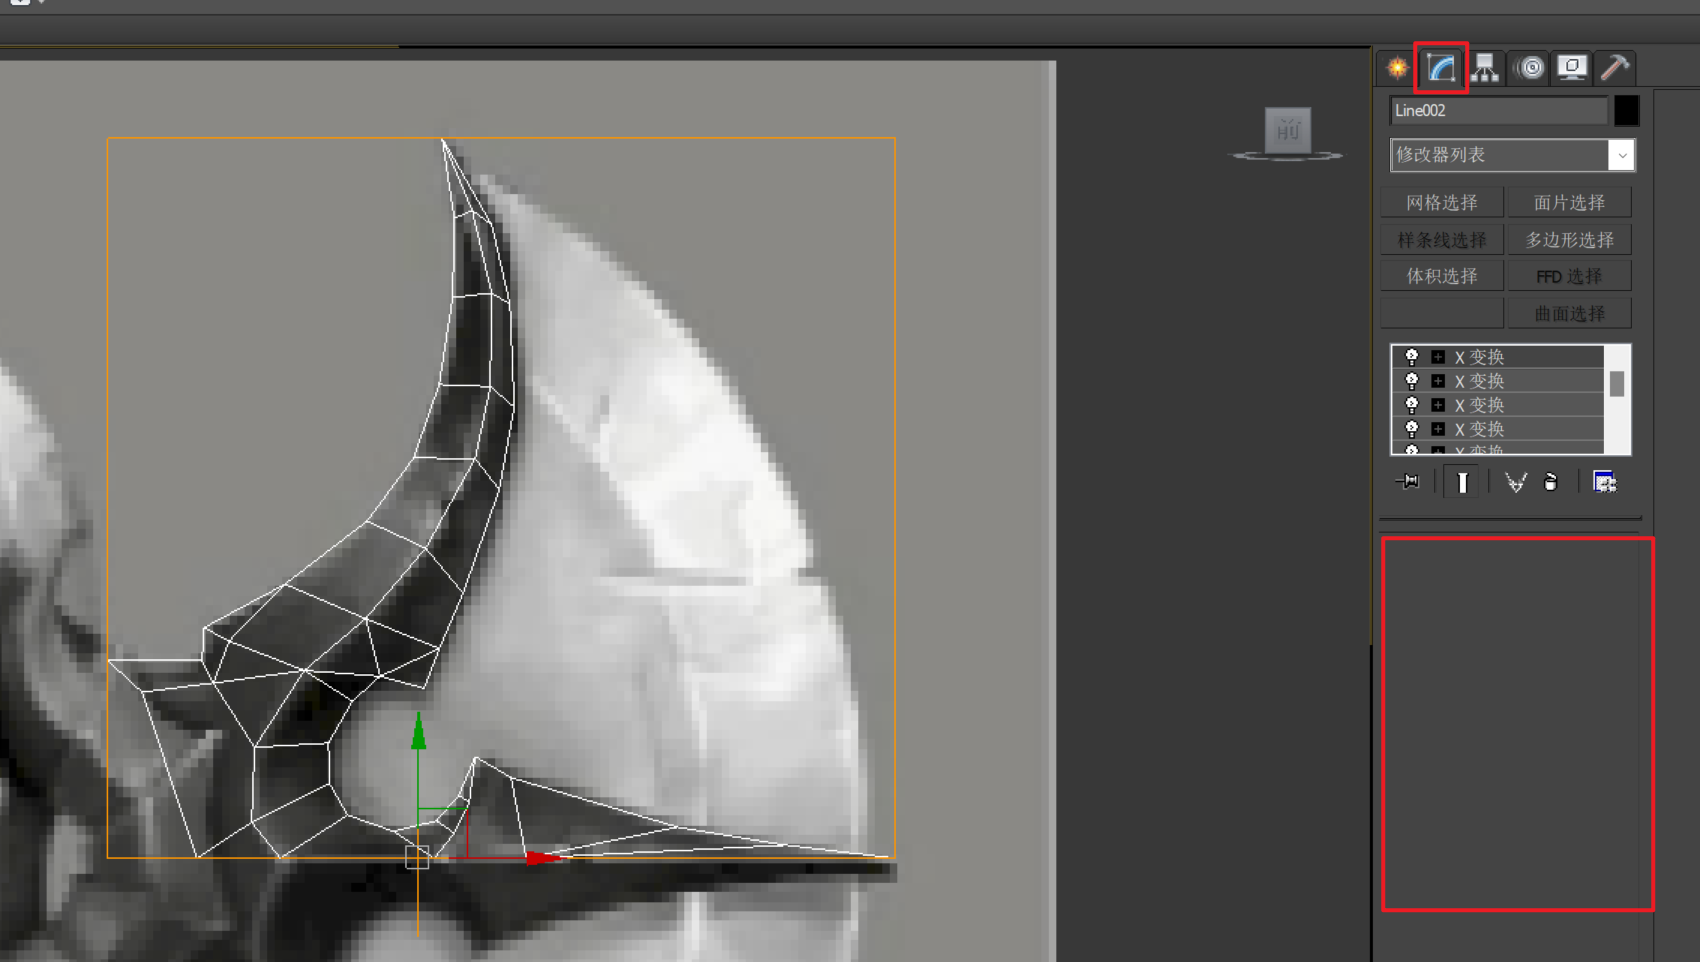 前
Line002
修改器列表
网格选择 面片选择
样条线选择 多边形选择
体积选择 FFD 选择
曲面选择
X 变换
X 变换
X 变换
X 变换
X 变换